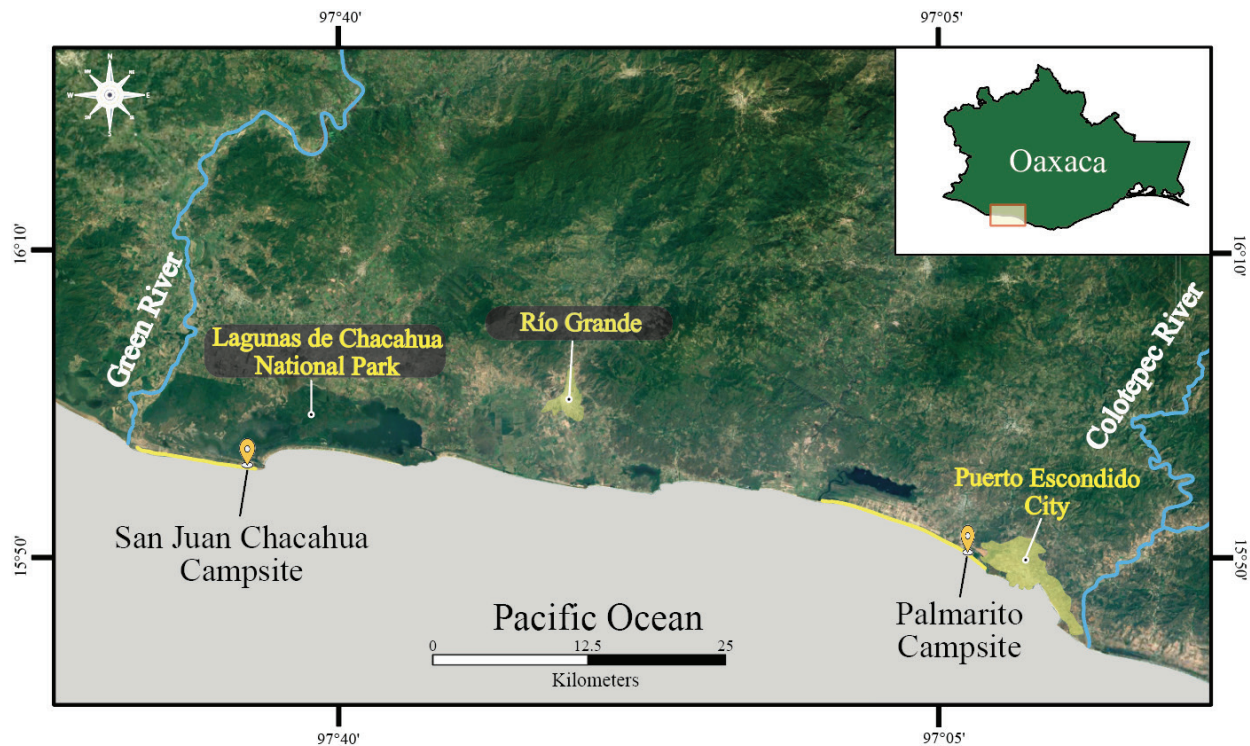 97°40'
97°05'
N
W
E
S
Oaxaca
16°10'
16°10'
Green River
Lagunas de Chacahua
National Park
Río Grande
Colotepec River
Puerto Escondido
City
San Juan Chacahua
Campsite
15°50'
15°50'
Palmarito
Campsite
Pacific Ocean
0
12.5
25
Kilometers
97°40'
97°05'